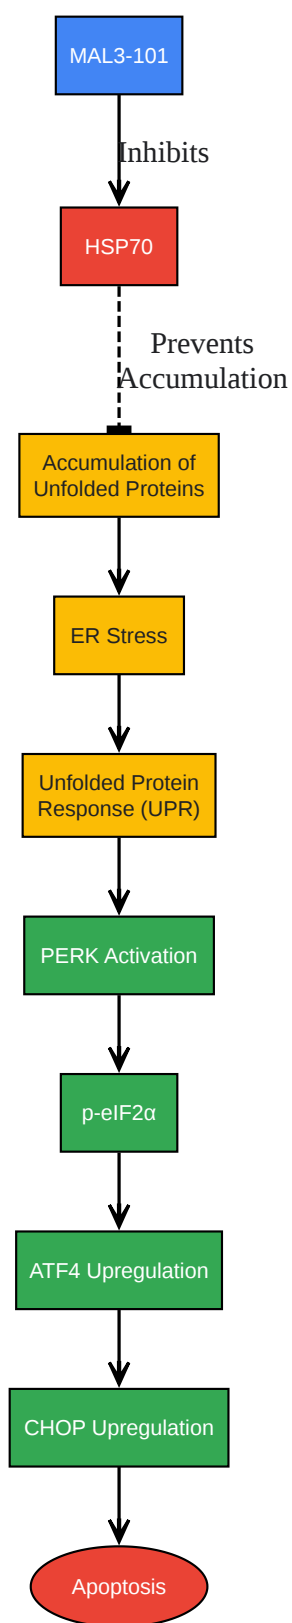 MAL3-101
Inhibits
HSP70
Prevents
Accumulation
Accumulation of
Unfolded Proteins
ER Stress
Unfolded Protein
Response (UPR)
PERK Activation
p-eIF2α
ATF4 Upregulation
CHOP Upregulation
Apoptosis